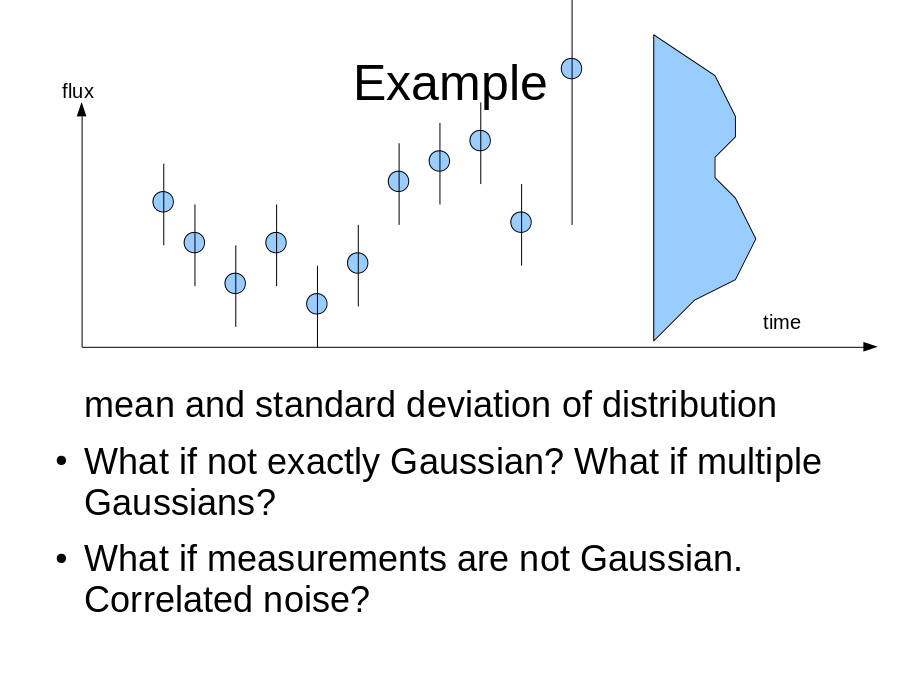 Example
flux
time
mean and standard deviation of distribution
• What if not exactly Gaussian? What if multiple
Gaussians?
• What if measurements are not Gaussian.
Correlated noise?